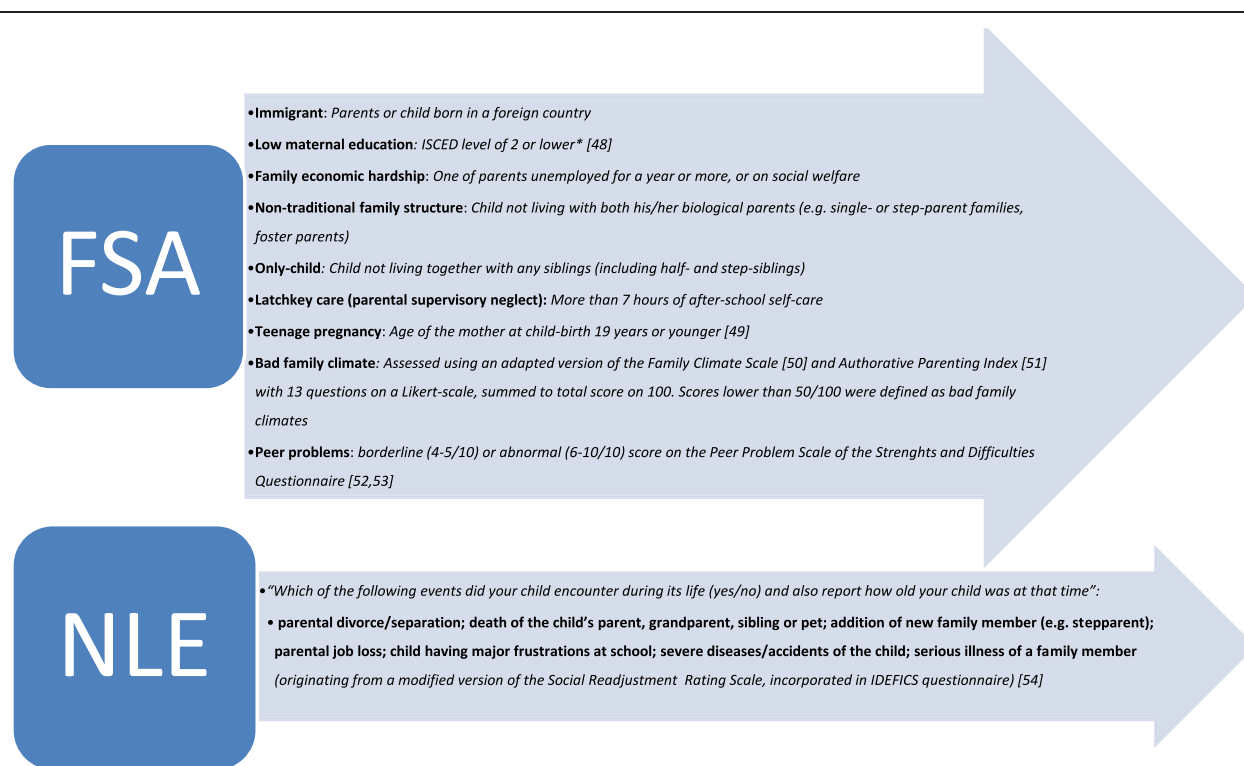 FSA
•Immigrant: Parents or child born in a foreign country
•Low maternal education: ISCED level of 2 or lower* [48]
•Family economic hardship: One of parents unemployed for a year or more, or on social welfare
•Non-traditional family structure: Child not living with both his/her biological parents (e.g. single- or step-parent families,
foster parents)
•Only-child: Child not living together with any siblings (including half- and step-siblings)
•Latchkey care (parental supervisory neglect): More than 7 hours of after-school self-care
•Teenage pregnancy: Age of the mother at child-birth 19 years or younger [49]
•Bad family climate: Assessed using an adapted version of the Family Climate Scale [50] and Authorative Parenting Index [51]
with 13 questions on a Likert-scale, summed to total score on 100. Scores lower than 50/100 were defined as bad family
climates
•Peer problems: borderline (4-5/10) or abnormal (6-10/10) score on the Peer Problem Scale of the Strenghts and Difficulties
Questionnaire [52,53]
NLE
•“Which of the following events did your child encounter during its life (yes/no) and also report how old your child was at that time”:
• parental divorce/separation; death of the child’s parent, grandparent, sibling or pet; addition of new family member (e.g. stepparent);
parental job loss; child having major frustrations at school; severe diseases/accidents of the child; serious illness of a family member
(originating from a modified version of the Social Readjustment Rating Scale, incorporated in IDEFICS questionnaire) [54]